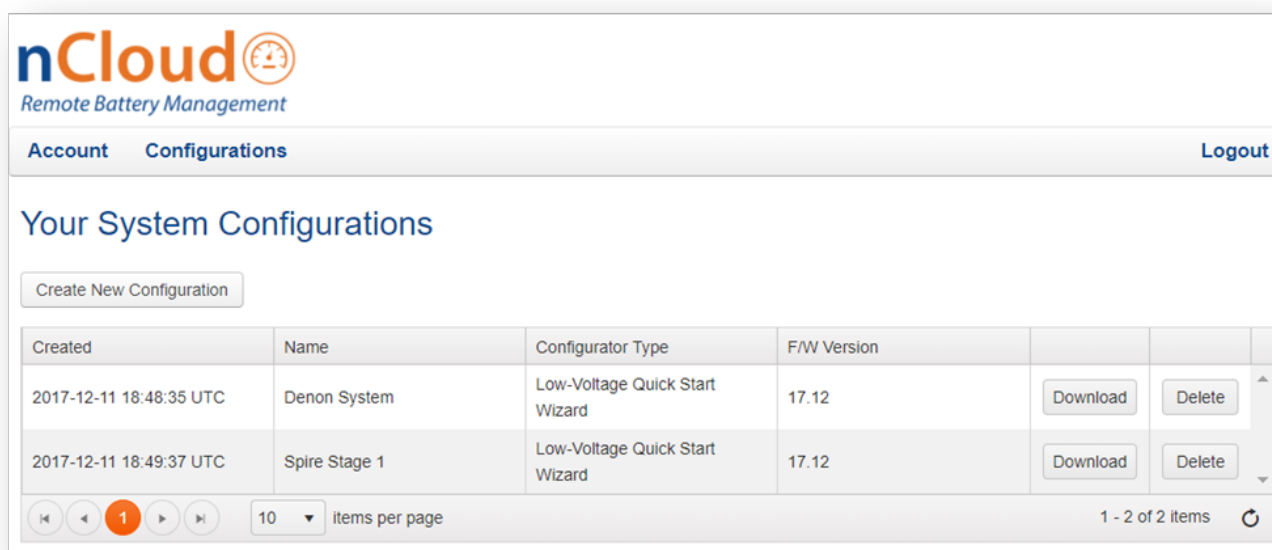 nCloud
Remote Battery Management
Account Configurations Logout
Your System Configurations
Create New Configuration
Created Name Configurator Type F/W Version
2017-12-11 18:48:35 UTC Denon System Low-Voltage Quick Start Wizard 17.12 Download Delete
2017-12-11 18:49:37 UTC Spire Stage 1 Low-Voltage Quick Start Wizard 17.12 Download Delete
1 10 items per page 1 - 2 of 2 items